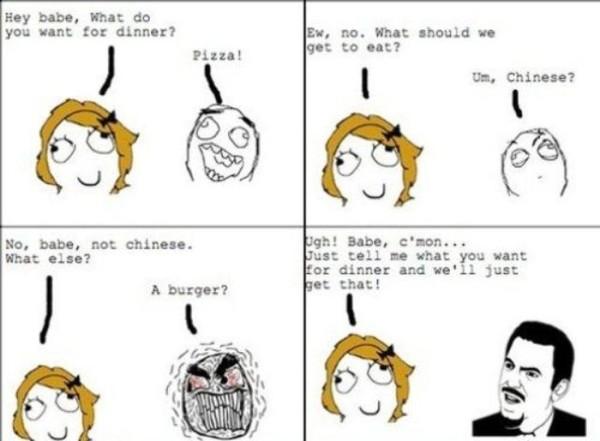 Hey babe, What do
you want for dinner?
Pizza!
Ew, no. What should we
get to eat?
Um, Chinese?
No, babe, not chinese.
What else?
A burger?
Ugh! Babe, c'mon...
Just tell me what you want
for dinner and we'll just
get that!